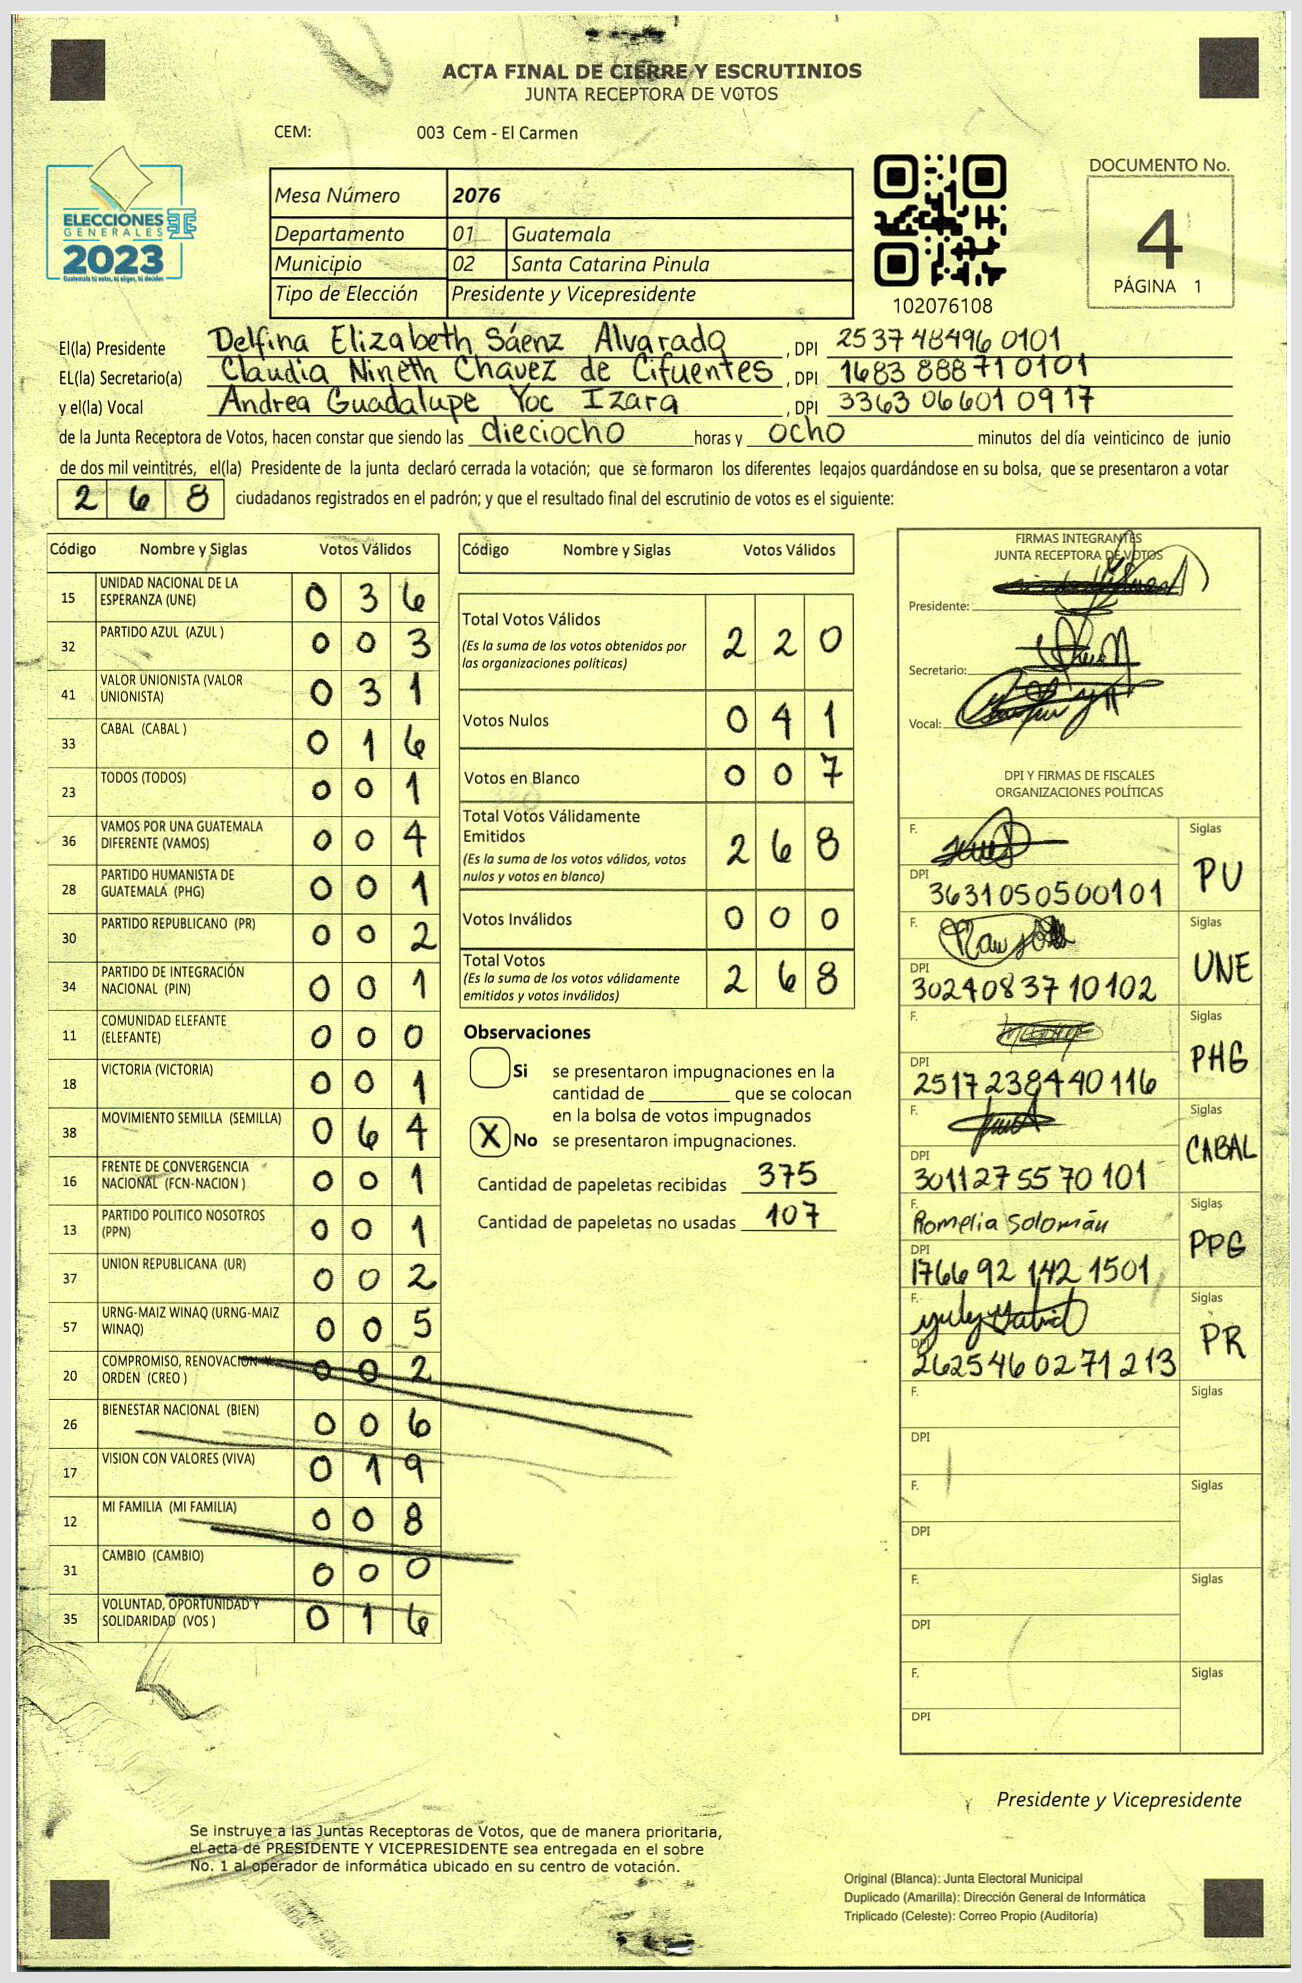 ACTA FINAL DE CIERRE Y ESCRUTINIOS
JUNTA RECEPTORA DE VOTOS
CEM: 003 Cem - El Carmen
ELECCIONES
GENERALES
2023
Guatemala tú votas, tú eliges, tú decides
Mesa Número 2076
Departamento 01 Guatemala
Municipio 02 Santa Catarina Pinula
Tipo de Elección Presidente y Vicepresidente
102076108
DOCUMENTO No.
4
PÁGINA 1
El(la) Presidente Delfina Elizabeth Sáenz Alvarado, DPI 2537 48496 0101
EL(la) Secretario(a) Claudia Nineth Chavez de Cifuentes, DPI 1683 88871 0101
y el(la) Vocal Andrea Guadalupe Yoc Izara, DPI 3363 06601 0917
de la Junta Receptora de Votos, hacen constar que siendo las dieciocho horas y ocho minutos del día veinticinco de junio
de dos mil veintitrés, el(la) Presidente de la junta declaró cerrada la votación; que se formaron los diferentes legajos guardándose en su bolsa, que se presentaron a votar
2 6 8 ciudadanos registrados en el padrón; y que el resultado final del escrutinio de votos es el siguiente:
Código Nombre y Siglas Votos Válidos
15 UNIDAD NACIONAL DE LA ESPERANZA (UNE) 0 3 6
32 PARTIDO AZUL (AZUL ) 0 0 3
41 VALOR UNIONISTA (VALOR UNIONISTA) 0 3 1
33 CABAL (CABAL ) 0 1 6
23 TODOS (TODOS) 0 0 1
36 VAMOS POR UNA GUATEMALA DIFERENTE (VAMOS) 0 0 4
28 PARTIDO HUMANISTA DE GUATEMALA (PHG) 0 0 1
30 PARTIDO REPUBLICANO (PR) 0 0 2
34 PARTIDO DE INTEGRACIÓN NACIONAL (PIN) 0 0 1
11 COMUNIDAD ELEFANTE (ELEFANTE) 0 0 0
18 VICTORIA (VICTORIA) 0 0 1
38 MOVIMIENTO SEMILLA (SEMILLA) 0 6 4
16 FRENTE DE CONVERGENCIA NACIONAL (FCN-NACION ) 0 0 1
13 PARTIDO POLITICO NOSOTROS (PPN) 0 0 1
37 UNION REPUBLICANA (UR) 0 0 2
57 URNG-MAIZ WINAQ (URNG-MAIZ WINAQ) 0 0 5
20 COMPROMISO, RENOVACION Y ORDEN (CREO ) 0 0 2
26 BIENESTAR NACIONAL (BIEN) 0 0 6
17 VISION CON VALORES (VIVA) 0 1 9
12 MI FAMILIA (MI FAMILIA) 0 0 8
31 CAMBIO (CAMBIO) 0 0 0
35 VOLUNTAD, OPORTUNIDAD Y SOLIDARIDAD (VOS ) 0 1 6
Código Nombre y Siglas Votos Válidos
Total Votos Válidos 2 2 0
(Es la suma de los votos obtenidos por
las organizaciones políticas)
Votos Nulos 0 4 1
Votos en Blanco 0 0 7
Total Votos Válidamente
Emitidos 2 6 8
(Es la suma de los votos válidos, votos
nulos y votos en blanco)
Votos Inválidos 0 0 0
Total Votos 2 6 8
(Es la suma de los votos válidamente
emitidos y votos inválidos)
Observaciones
Si se presentaron impugnaciones en la
cantidad de ________ que se colocan
en la bolsa de votos impugnados
X No se presentaron impugnaciones.
Cantidad de papeletas recibidas 375
Cantidad de papeletas no usadas 107
FIRMAS INTEGRANTES
JUNTA RECEPTORA DE VOTOS
Presidente:
Secretario:
Vocal:
DPI Y FIRMAS DE FISCALES
ORGANIZACIONES POLÍTICAS
F. Siglas
DPI 3631050500101 PU
F. Siglas
DPI 3024083710102 UNE
F. Siglas
DPI 2517238440116 PHG
F. Siglas
DPI 3011275570101 CABAL
F. Romelia Solomán Siglas
DPI 1766 92 142 1501 PPG
F. Siglas
DPI 262546 0271213 PR
F. Siglas
DPI
F. Siglas
DPI
F. Siglas
DPI
F. Siglas
DPI
Presidente y Vicepresidente
Se instruye a las Juntas Receptoras de Votos, que de manera prioritaria,
el acta de PRESIDENTE Y VICEPRESIDENTE sea entregada en el sobre
No. 1 al operador de informática ubicado en su centro de votación.
Original (Blanca): Junta Electoral Municipal
Duplicado (Amarilla): Dirección General de Informática
Triplicado (Celeste): Correo Propio (Auditoría)